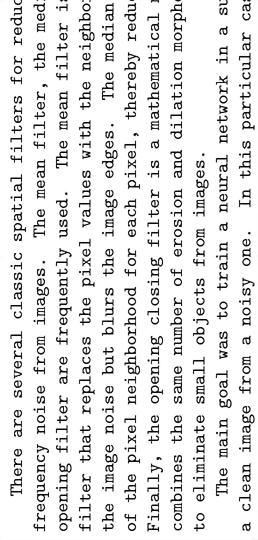 There are several classic spatial filters for reduc
frequency noise from images. The mean filter, the medi
opening filter are frequently used. The mean filter is
filter that replaces the pixel values with the neighbor
the image noise but blurs the image edges. The median
of the pixel neighborhood for each pixel, thereby reduc
Finally, the opening closing filter is a mathematical m
combines the same number of erosion and dilation morpho
to eliminate small objects from images.
The main goal was to train a neural network in a su
a clean image from a noisy one. In this particular cas